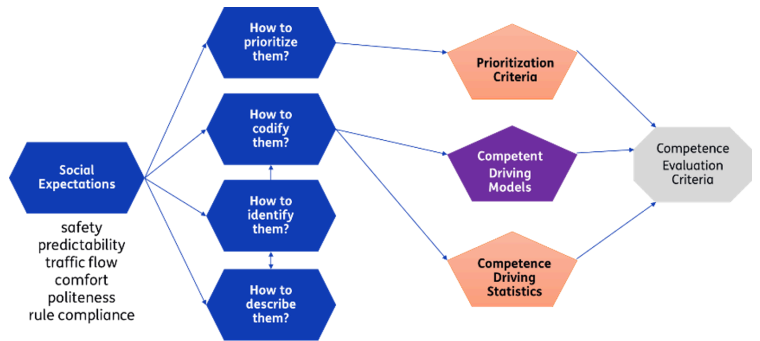 Social
Expectations
safety
predictability
traffic flow
comfort
politeness
rule compliance
How to
prioritize
them?
How to
codify
them?
How to
identify
them?
How to
describe
them?
Prioritization
Criteria
Competent
Driving
Models
Competence
Driving
Statistics
Competence
Evaluation
Criteria